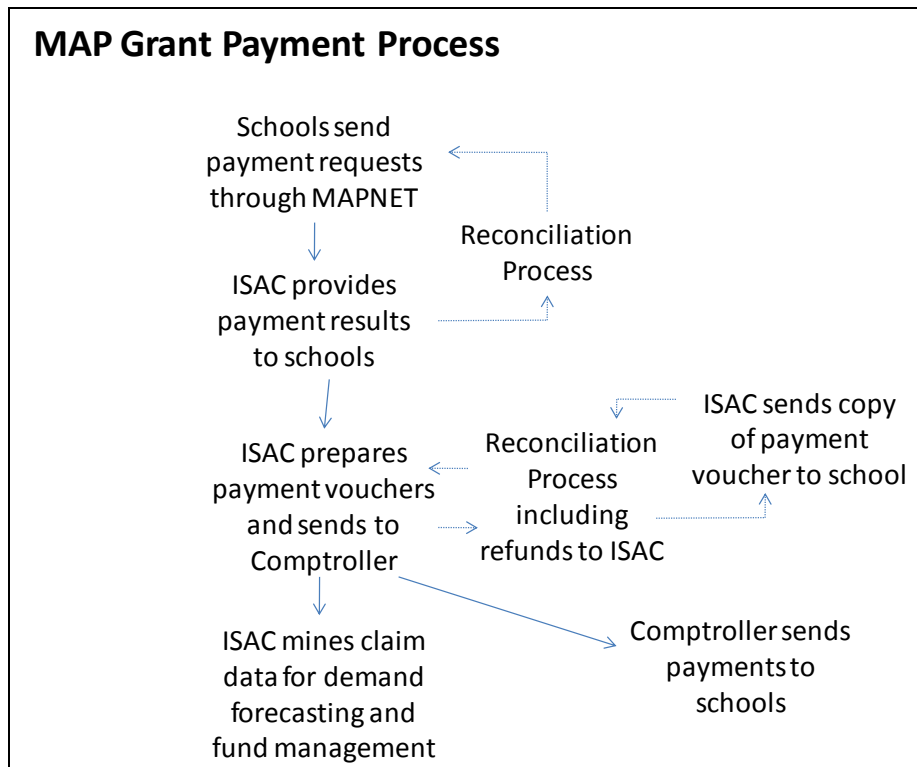 MAP Grant Payment Process
Schools send
payment requests
through MAPNET
Reconciliation
Process
ISAC provides
payment results
to schools
ISAC prepares
payment vouchers
and sends to
Comptroller
Reconciliation
Process
including
refunds to ISAC
ISAC sends copy
of payment
voucher to school
ISAC mines claim
data for demand
forecasting and
fund management
Comptroller sends
payments to
schools